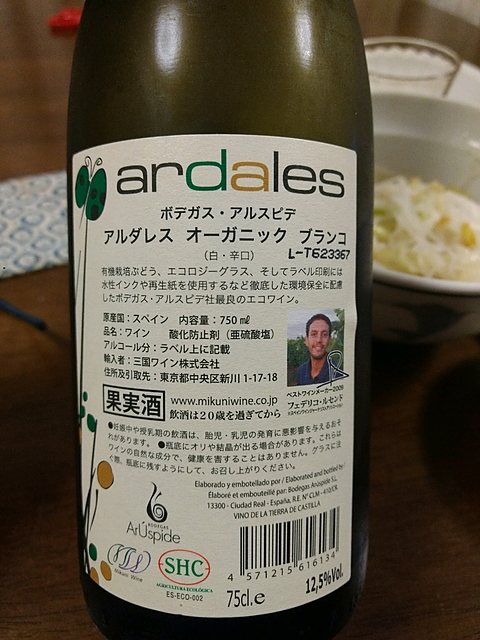 ardales
ボデガス・アルスピデ
アルダレス オーガニック ブランコ
(白・辛口) L-T623367
有機栽培ぶどう、エコロジーグラス、そしてラベル印刷には
水性インクや再生紙を使用するなど徹底した環境保全に配慮
したボデガス・アルスピデ社最良のエコワイン。
原産国：スペイン 内容量：750㎖
品名：ワイン 酸化防止剤（亜硫酸塩）
アルコール分：ラベル上に記載
輸入者：三国ワイン株式会社
住所及引取先：東京都中央区新川 1-17-18
ベストワインメーカー2009
フェデリコ・ルセンド
果実酒 www.mikuniwine.co.jp
飲酒は20歳を過ぎてから
●妊娠中や授乳期の飲酒は、胎児・乳児の発育に悪影響を与えるおそ
れがあります。●瓶底にオリや結晶が出る場合があります。これらは
ワインの自然な成分で、健康を害することはありません。グラスに注
ぐ際、瓶底に残すようにして、お召し上がりください。
Elaborado y embotellado por / Elaborated and bottled by
Élaboré et embouteillé par: Bodegas Arúspide, S.L.
13300 - Ciudad Real - España, R.E. Nº CLM-410/CR.
VINO DE LA TIERRA DE CASTILLA
BODEGAS
Arúspide
Mikuni Wine
SHC
AGRICULTURA ECOLÓGICA
ES-ECO-002
4 571215 616134
75cl.e 12,5%Vol.